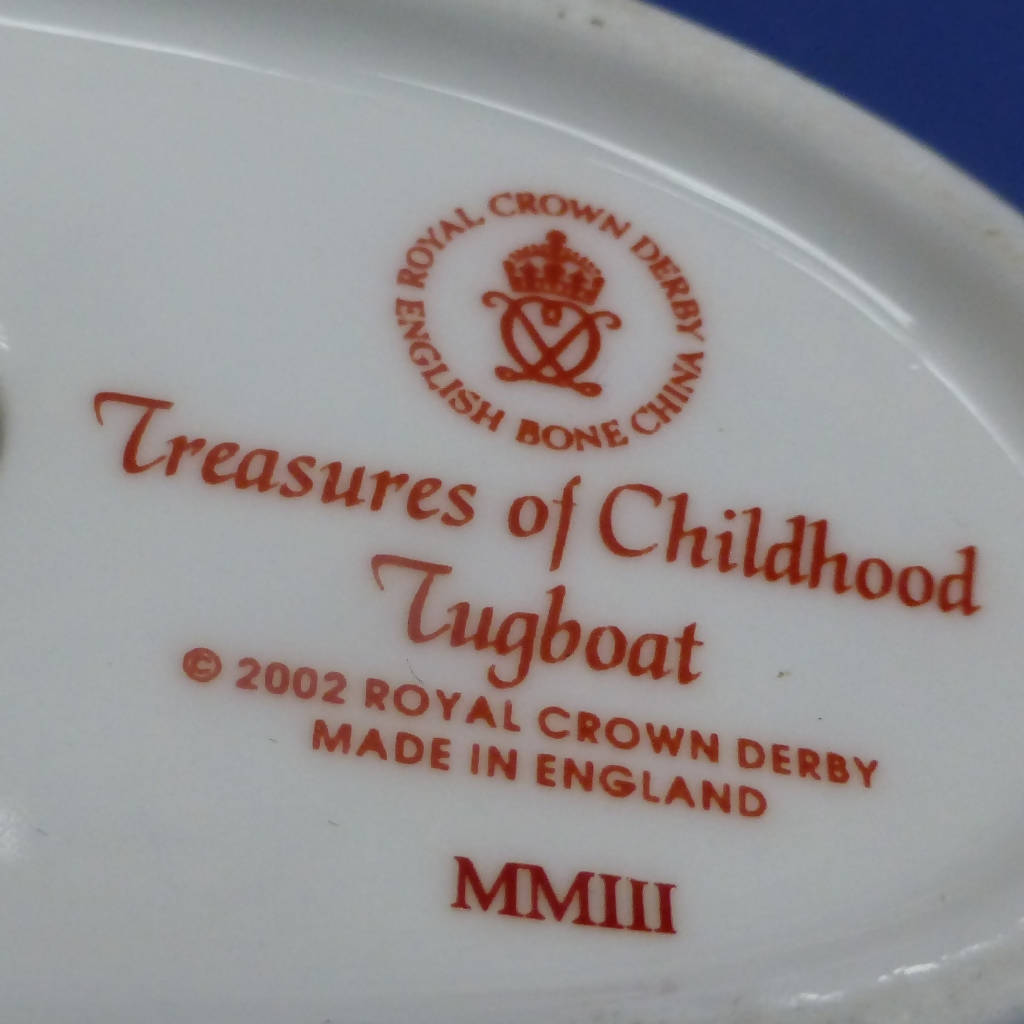 ROYAL CROWN DERBY
ENGLISH BONE CHINA
Treasures of Childhood
Tugboat
© 2002 ROYAL CROWN DERBY
MADE IN ENGLAND
MMIII